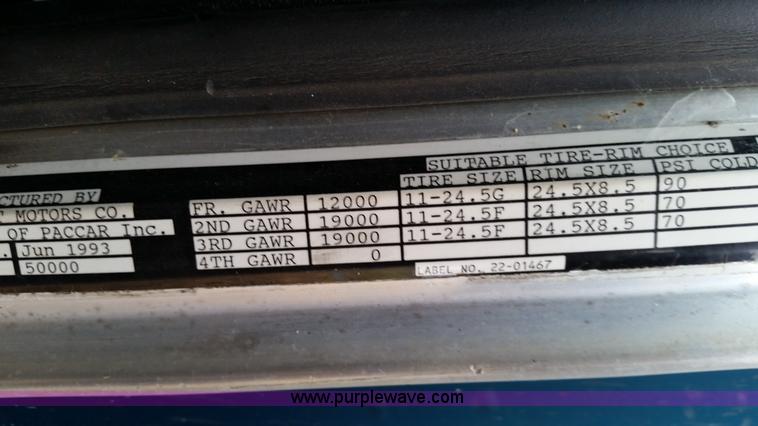 SUITABLE TIRE-RIM CHOICE
TIRE SIZE RIM SIZE PSI COLD
CTURED BY FR. GAWR 12000 11-24.5G 24.5X8.5 90
MOTORS CO. 2ND GAWR 19000 11-24.5F 24.5X8.5 70
OF PACCAR Inc. 3RD GAWR 19000 11-24.5F 24.5X8.5 70
Jun 1993 4TH GAWR 0
50000 LABEL NO. 22-01467
www.purplewave.com